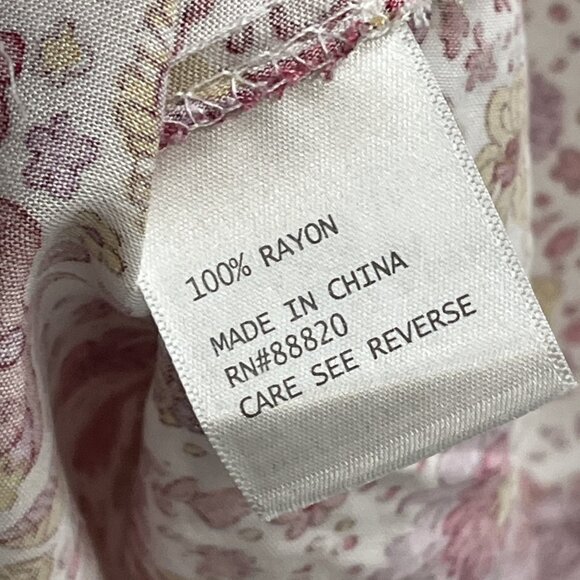 100% RAYON
MADE IN CHINA
RN#88820
CARE SEE REVERSE